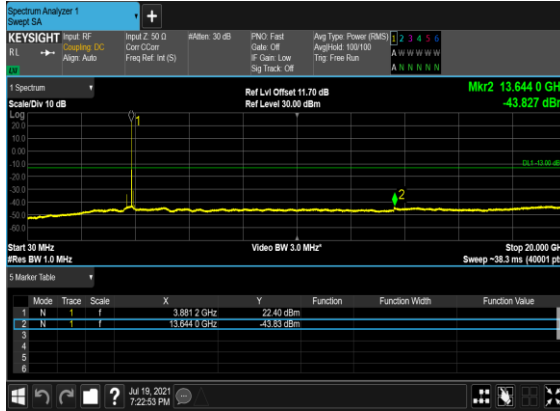 Spectrum Analyzer 1
Swept SA
+
KEYSIGHT Input: RF Input Z: 50 Ω #Atten: 30 dB PNO: Fast Avg Type: Power (RMS) 1 2 3 4 5 6
RL Coupling: DC Corr CCorr Gate: Off Avg|Hold: 100/100 A W W W W W
Align: Auto Freq Ref: Int (S) IF Gain: Low Trig: Free Run
Sig Track: Off A N N N N N
1 Spectrum Ref Lvl Offset 11.70 dB Mkr2 13.644 0 GH
Scale/Div 10 dB Ref Level 30.00 dBm -43.827 dBr
Log
1
20.0
10.0
0.00
-10.0
DL1 -13.00 dB
-20.0
-30.0
2
-40.0
-50.0
-60.0
Start 30 MHz Video BW 3.0 MHz* Stop 20.000 GH
#Res BW 1.0 MHz Sweep ~38.3 ms (40001 pt
5 Marker Table
Mode Trace Scale X Y Function Function Width Function Value
1 N 1 f 3.881 2 GHz 22.40 dBm
2 N 1 f 13.644 0 GHz -43.83 dBm
3
4
5
6
? Jul 19, 2021
7:22:53 PM